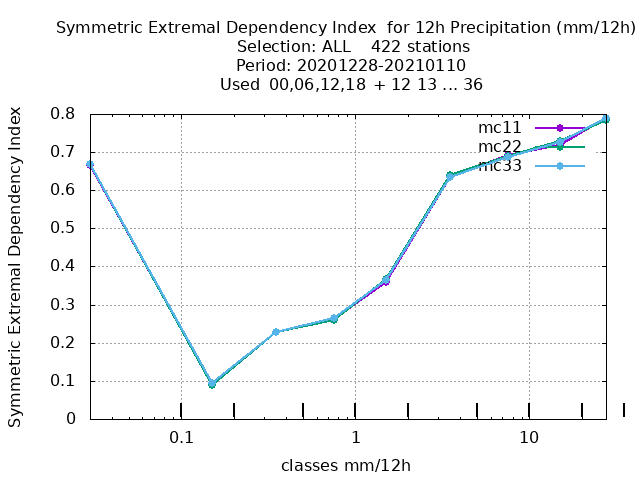 Symmetric Extremal Dependency Index  for 12h Precipitation (mm/12h)
Selection: ALL    422 stations
Period: 20201228-20210110
Used  00,06,12,18  + 12 13 ... 36
Symmetric Extremal Dependency Index
0.8
0.7
0.6
0.5
0.4
0.3
0.2
0.1
0
mc11
mc22
mc33
0.1
1
10
classes mm/12h